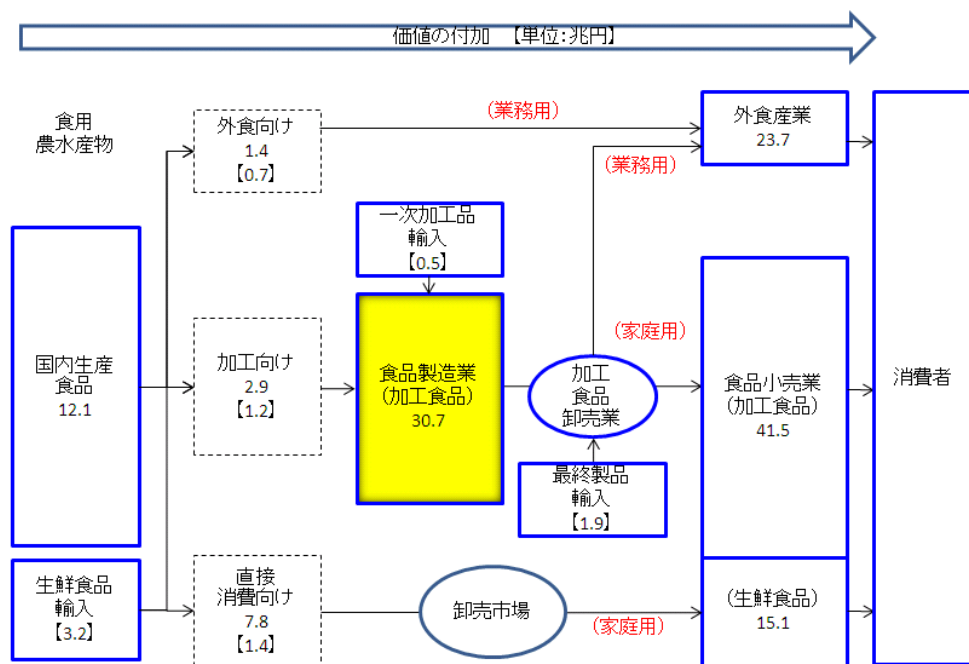 価値の付加 【単位:兆円】
食用
農水産物
外食向け
1.4
【0.7】
(業務用)
外食産業
23.7
(業務用)
一次加工品
輸入
【0.5】
国内生産
食品
12.1
加工向け
2.9
【1.2】
食品製造業
(加工食品)
30.7
加工
食品
卸売業
(家庭用)
食品小売業
(加工食品)
41.5
消費者
最終製品
輸入
【1.9】
生鮮食品
輸入
【3.2】
直接
消費向け
7.8
【1.4】
卸売市場
(家庭用)
(生鮮食品)
15.1